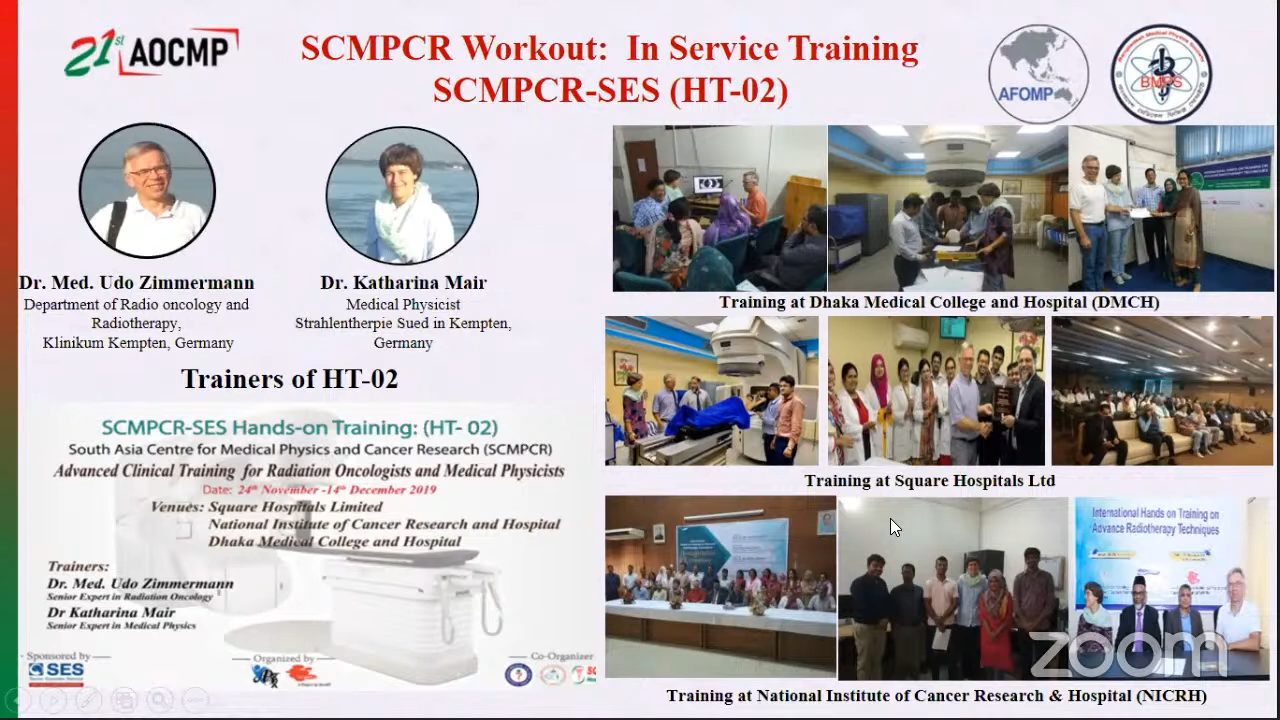 21st AOCMP
SCMPCR Workout: In Service Training
SCMPCR-SES (HT-02)
AFOMP
BMPS
Dr. Med. Udo Zimmermann
Department of Radio oncology and
Radiotherapy,
Klinikum Kempten, Germany
Dr. Katharina Mair
Medical Physicist
Strahlentherpie Sued in Kempten,
Germany
Trainers of HT-02
SCMPCR-SES Hands-on Training: (HT- 02)
South Asia Centre for Medical Physics and Cancer Research (SCMPCR)
Advanced Clinical Training for Radiation Oncologists and Medical Physicists
Date: 24th November -14th December 2019
Venues: Square Hospitals Limited
National Institute of Cancer Research and Hospital
Dhaka Medical College and Hospital
Trainers:
Dr. Med. Udo Zimmermann
Senior Expert in Radiation Oncology
Dr Katharina Mair
Senior Expert in Medical Physics
Sponsored by
SES
Organized by
Co-Organizer
Training at Dhaka Medical College and Hospital (DMCH)
Training at Square Hospitals Ltd
International Hands on Training on
Advance Radiotherapy Techniques
zoom
Training at National Institute of Cancer Research & Hospital (NICRH)